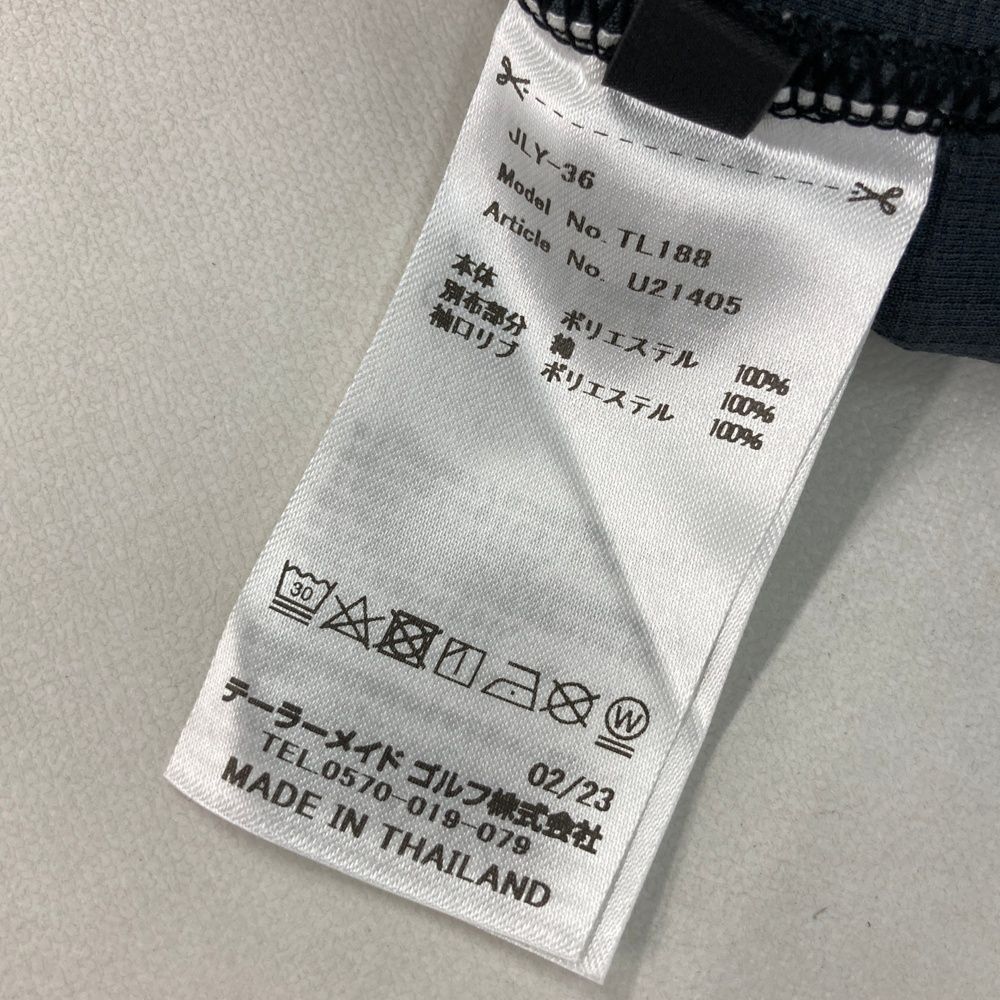 JLY-36
Model No. TL188
Article No. U21405
本体 ポリエステル 100%
別布部分 綿 100%
袖口リブ ポリエステル 100%
30
W
02/23
テーラーメイド ゴルフ株式会社
TEL.0570-019-079
MADE IN THAILAND